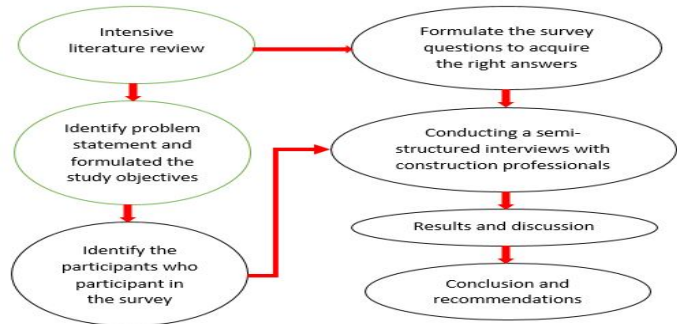 Intensive
literature review
Identify problem
statement and
formulated the
study objectives
Identify the
participants who
participant in
the survey
Formulate the survey
questions to acquire
the right answers
Conducting a semi-
structured interviews with
construction professionals
Results and discussion
Conclusion and
recommendations